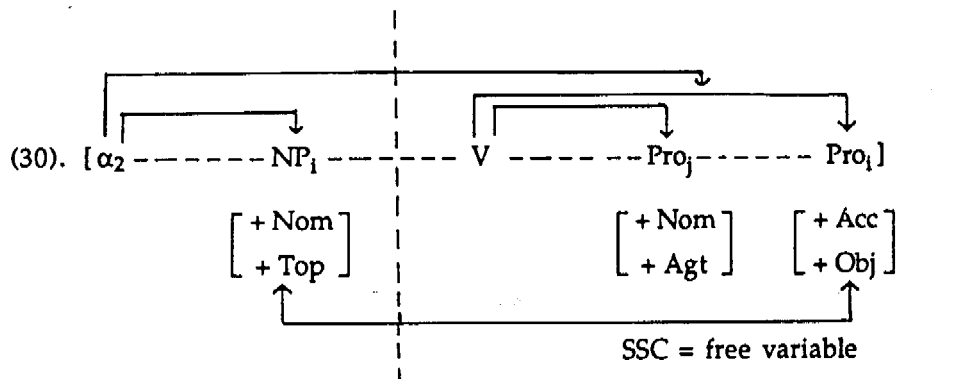 (30). [α₂ - - - - - - - - NPᵢ - - - - - - - V - - - - - - - - Proⱼ - - - - - - - Proᵢ]
[+ Nom [+ Nom [+ Acc
+ Top] + Agt] + Obj]
SSC = free variable